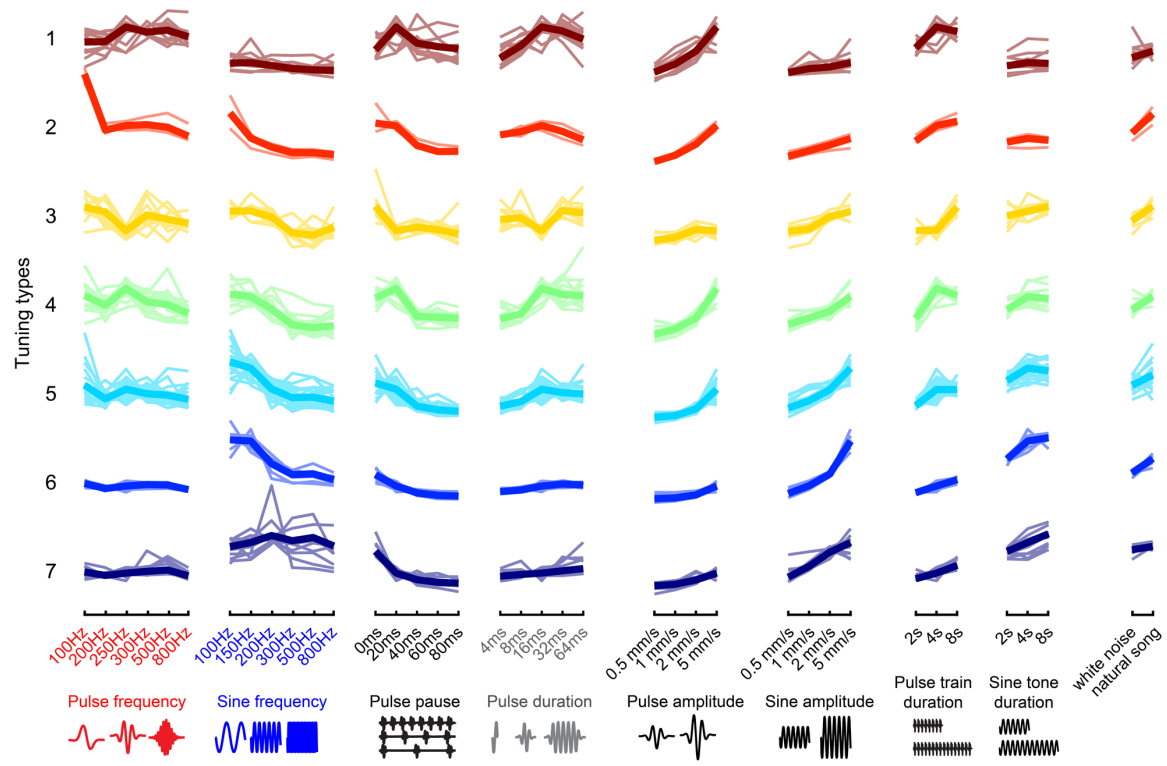 Tuning types
1
2
3
4
5
6
7
100Hz
200Hz
250Hz
300Hz
500Hz
800Hz
100Hz
150Hz
200Hz
300Hz
500Hz
800Hz
0ms
20ms
40ms
60ms
80ms
4ms
8ms
16ms
32ms
64ms
0.5 mm/s
1 mm/s
2 mm/s
5 mm/s
0.5 mm/s
1 mm/s
2 mm/s
5 mm/s
2s
4s
8s
2s
4s
8s
white noise
natural song
Pulse frequency
Sine frequency
Pulse pause
Pulse duration
Pulse amplitude
Sine amplitude
Pulse train
duration
Sine tone
duration